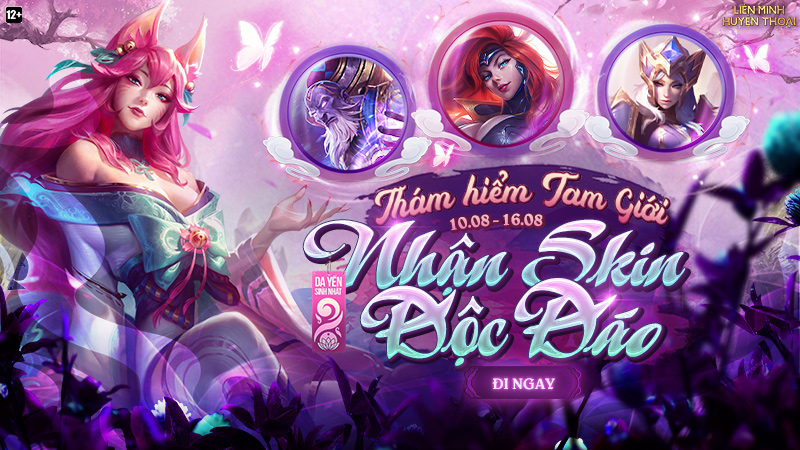 12+
LIÊN MINH
HUYỀN THOẠI
Thám hiểm Tam Giới
10.08 - 16.08
Nhận Skin
Độc Đáo
DẠ YẾN
SINH NHẬT
ĐI NGAY